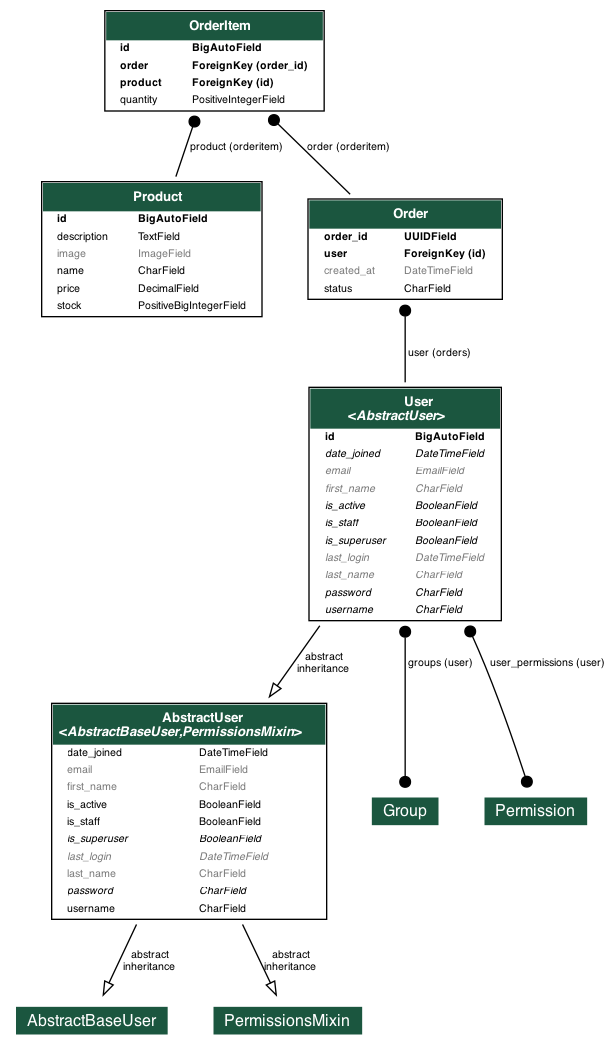 OrderItem
id BigAutoField
order ForeignKey (order_id)
product ForeignKey (id)
quantity PositiveIntegerField
product (orderitem) order (orderitem)
Product
id BigAutoField
description TextField
image ImageField
name CharField
price DecimalField
stock PositiveBigIntegerField
Order
order_id UUIDField
user ForeignKey (id)
created_at DateTimeField
status CharField
user (orders)
User
<AbstractUser>
id BigAutoField
date_joined DateTimeField
email EmailField
first_name CharField
is_active BooleanField
is_staff BooleanField
is_superuser BooleanField
last_login DateTimeField
last_name CharField
password CharField
username CharField
abstract
inheritance
groups (user) user_permissions (user)
AbstractUser
<AbstractBaseUser,PermissionsMixin>
date_joined DateTimeField
email EmailField
first_name CharField
is_active BooleanField
is_staff BooleanField
is_superuser BooleanField
last_login DateTimeField
last_name CharField
password CharField
username CharField
Group Permission
abstract
inheritance
abstract
inheritance
AbstractBaseUser PermissionsMixin